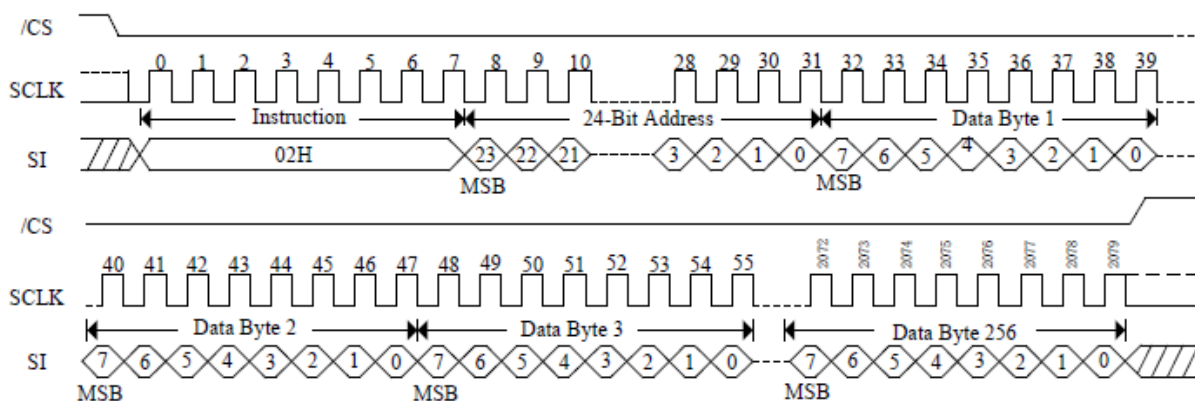 /CS
0 1 2 3 4 5 6 7 8 9 10 28 29 30 31 32 33 34 35 36 37 38 39
SCLK
Instruction 24-Bit Address Data Byte 1
SI 02H 23 22 21 3 2 1 0 7 6 5 4 3 2 1 0
MSB MSB
/CS
40 41 42 43 44 45 46 47 48 49 50 51 52 53 54 55 2072 2073 2074 2075 2076 2077 2078 2079
SCLK
Data Byte 2 Data Byte 3 Data Byte 256
SI 7 6 5 4 3 2 1 0 7 6 5 4 3 2 1 0 7 6 5 4 3 2 1 0
MSB MSB MSB